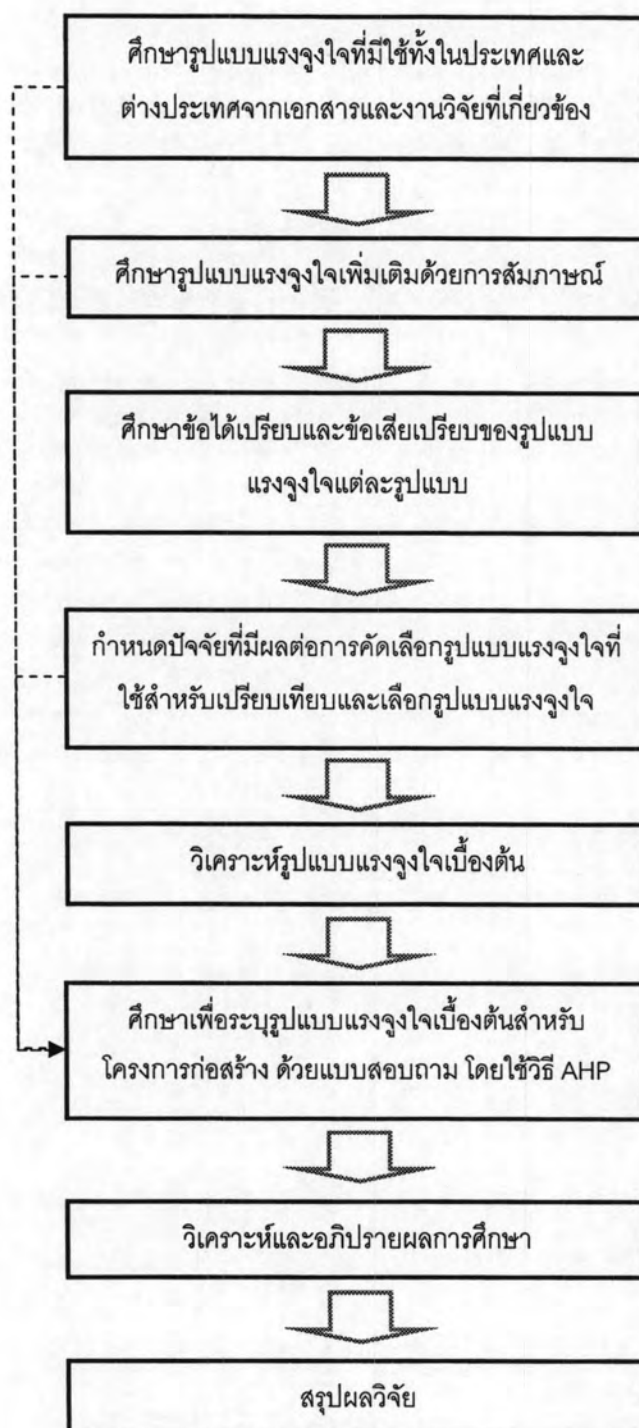 ศึกษารูปแบบแรงจูงใจที่มีใช้ทั้งในประเทศและ
ต่างประเทศจากเอกสารและงานวิจัยที่เกี่ยวข้อง
ศึกษารูปแบบแรงจูงใจเพิ่มเติมด้วยการสัมภาษณ์
ศึกษาข้อได้เปรียบและข้อเสียเปรียบของรูปแบบ
แรงจูงใจแต่ละรูปแบบ
กำหนดปัจจัยที่มีผลต่อการคัดเลือกรูปแบบแรงจูงใจที่
ใช้สำหรับเปรียบเทียบและเลือกรูปแบบแรงจูงใจ
วิเคราะห์รูปแบบแรงจูงใจเบื้องต้น
ศึกษาเพื่อระบุรูปแบบแรงจูงใจเบื้องต้นสำหรับ
โครงการก่อสร้าง ด้วยแบบสอบถาม โดยใช้วิธี AHP
วิเคราะห์และอภิปรายผลการศึกษา
สรุปผลวิจัย